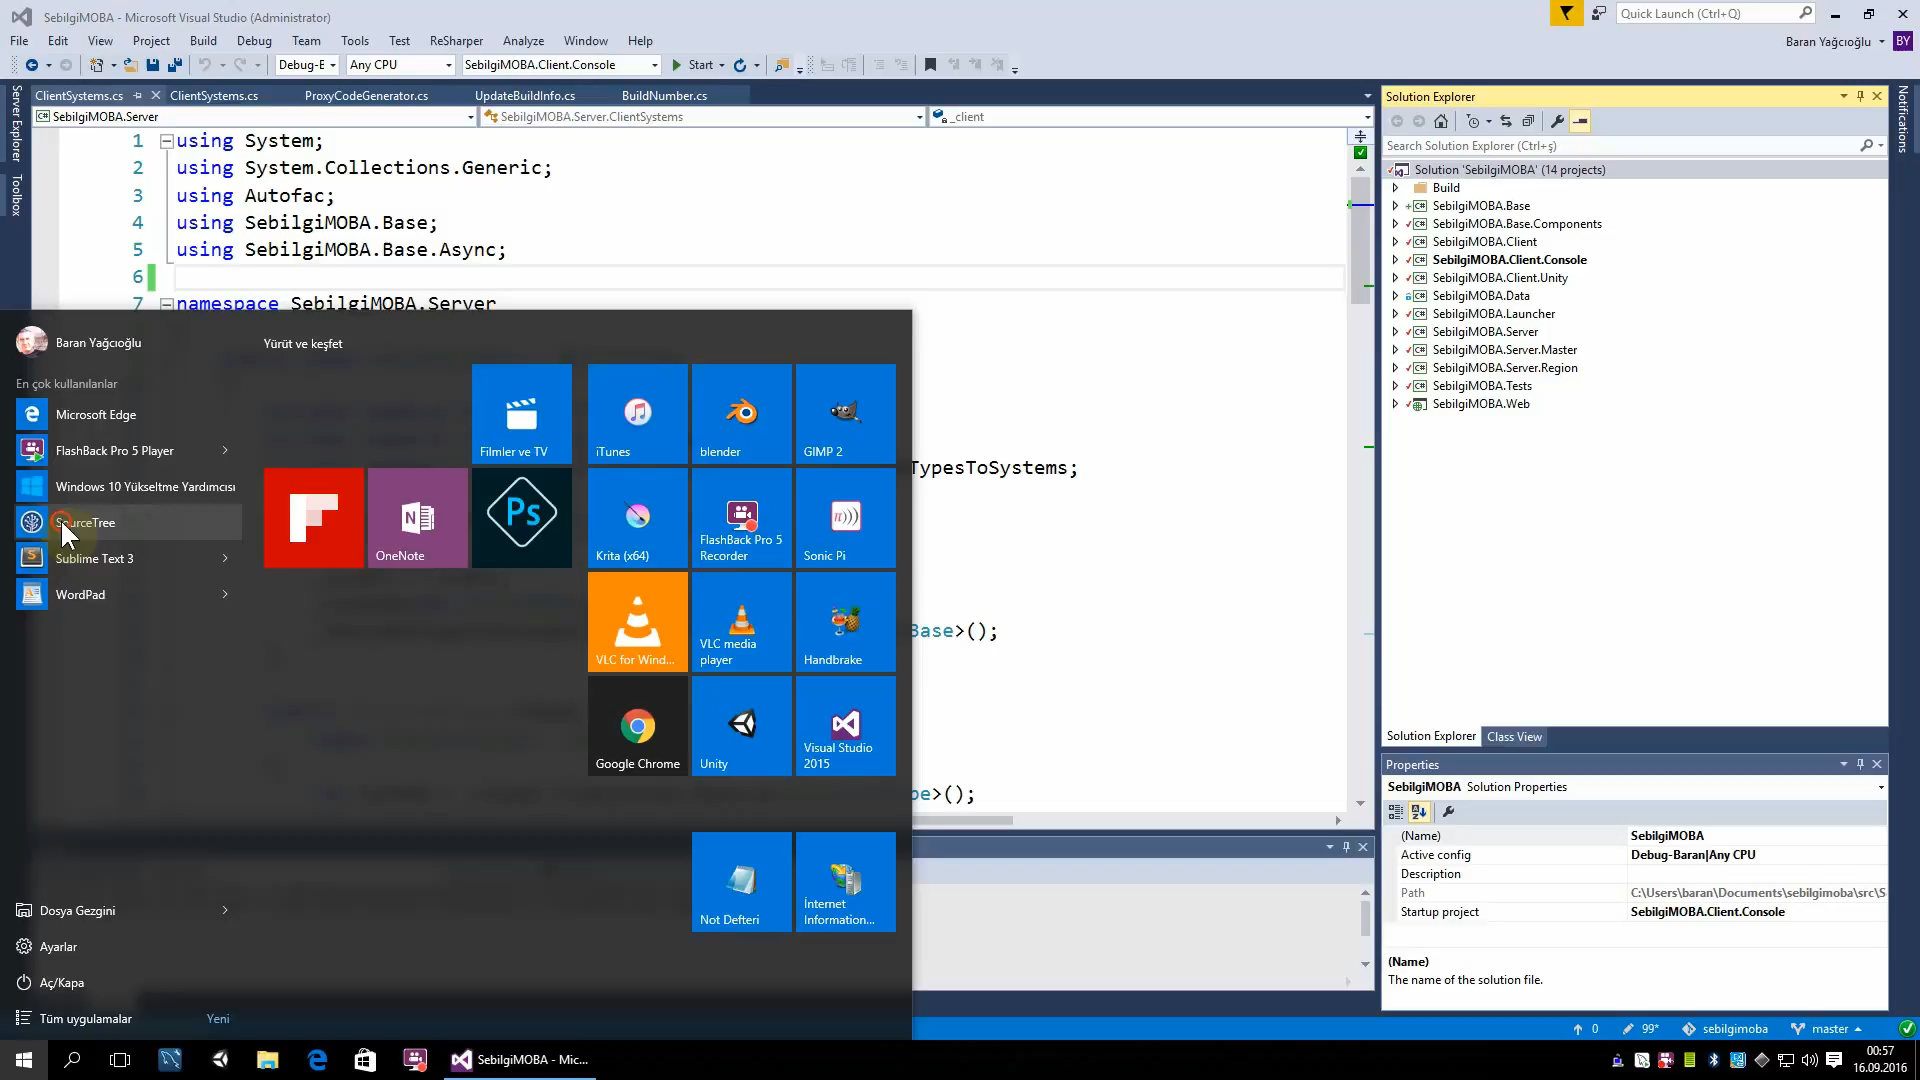 SebilgiMOBA - Microsoft Visual Studio (Administrator)
Quick Launch (Ctrl+Q)
File Edit View Project Build Debug Team Tools Test ReSharper Analyze Window Help
Baran Yağcıoğlu BY
Debug-E Any CPU SebilgiMOBA.Client.Console Start
Server Explorer
Toolbox
ClientSystems.cs ClientSystems.cs ProxyCodeGenerator.cs UpdateBuildInfo.cs BuildNumber.cs
SebilgiMOBA.Server SebilgiMOBA.Server.ClientSystems _client
1 using System;
2 using System.Collections.Generic;
3 using Autofac;
4 using SebilgiMOBA.Base;
5 using SebilgiMOBA.Base.Async;
6
7 namespace SebilgiMOBA.Server
TypesToSystems;
Base>();
pe>();
Baran Yağcıoğlu
En çok kullanılanlar
Microsoft Edge
FlashBack Pro 5 Player
Windows 10 Yükseltme Yardımcısı
SourceTree
Sublime Text 3
WordPad
Dosya Gezgini
Ayarlar
Aç/Kapa
Tüm uygulamalar Yeni
Yürüt ve keşfet
Filmler ve TV
iTunes
blender
GIMP 2
OneNote
Ps
Krita (x64)
FlashBack Pro 5
Recorder
Sonic Pi
VLC for Wind...
VLC media
player
Handbrake
Google Chrome
Unity
Visual Studio
2015
Not Defteri
İnternet
Information...
Solution Explorer
Search Solution Explorer (Ctrl+ş)
Solution 'SebilgiMOBA' (14 projects)
Build
SebilgiMOBA.Base
SebilgiMOBA.Base.Components
SebilgiMOBA.Client
SebilgiMOBA.Client.Console
SebilgiMOBA.Client.Unity
SebilgiMOBA.Data
SebilgiMOBA.Launcher
SebilgiMOBA.Server
SebilgiMOBA.Server.Master
SebilgiMOBA.Server.Region
SebilgiMOBA.Tests
SebilgiMOBA.Web
Solution Explorer Class View
Notifications
Properties
SebilgiMOBA Solution Properties
(Name) SebilgiMOBA
Active config Debug-Baran|Any CPU
Description
Path C:\Users\baran\Documents\sebilgimoba\src\S
Startup project SebilgiMOBA.Client.Console
(Name)
The name of the solution file.
0 99* sebilgimoba master
SebilgiMOBA - Mic...
00:57
16.09.2016